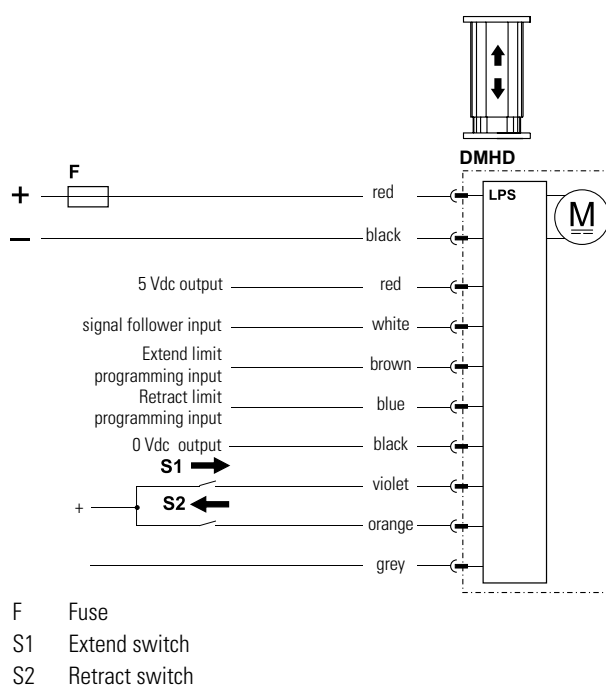 DMHD
F
LPS
+ red
M
− black
5 Vdc output red
signal follower input white
Extend limit
programming input brown
Retract limit
programming input blue
0 Vdc output black
S1
violet
S2
+
orange
grey
F Fuse
S1 Extend switch
S2 Retract switch